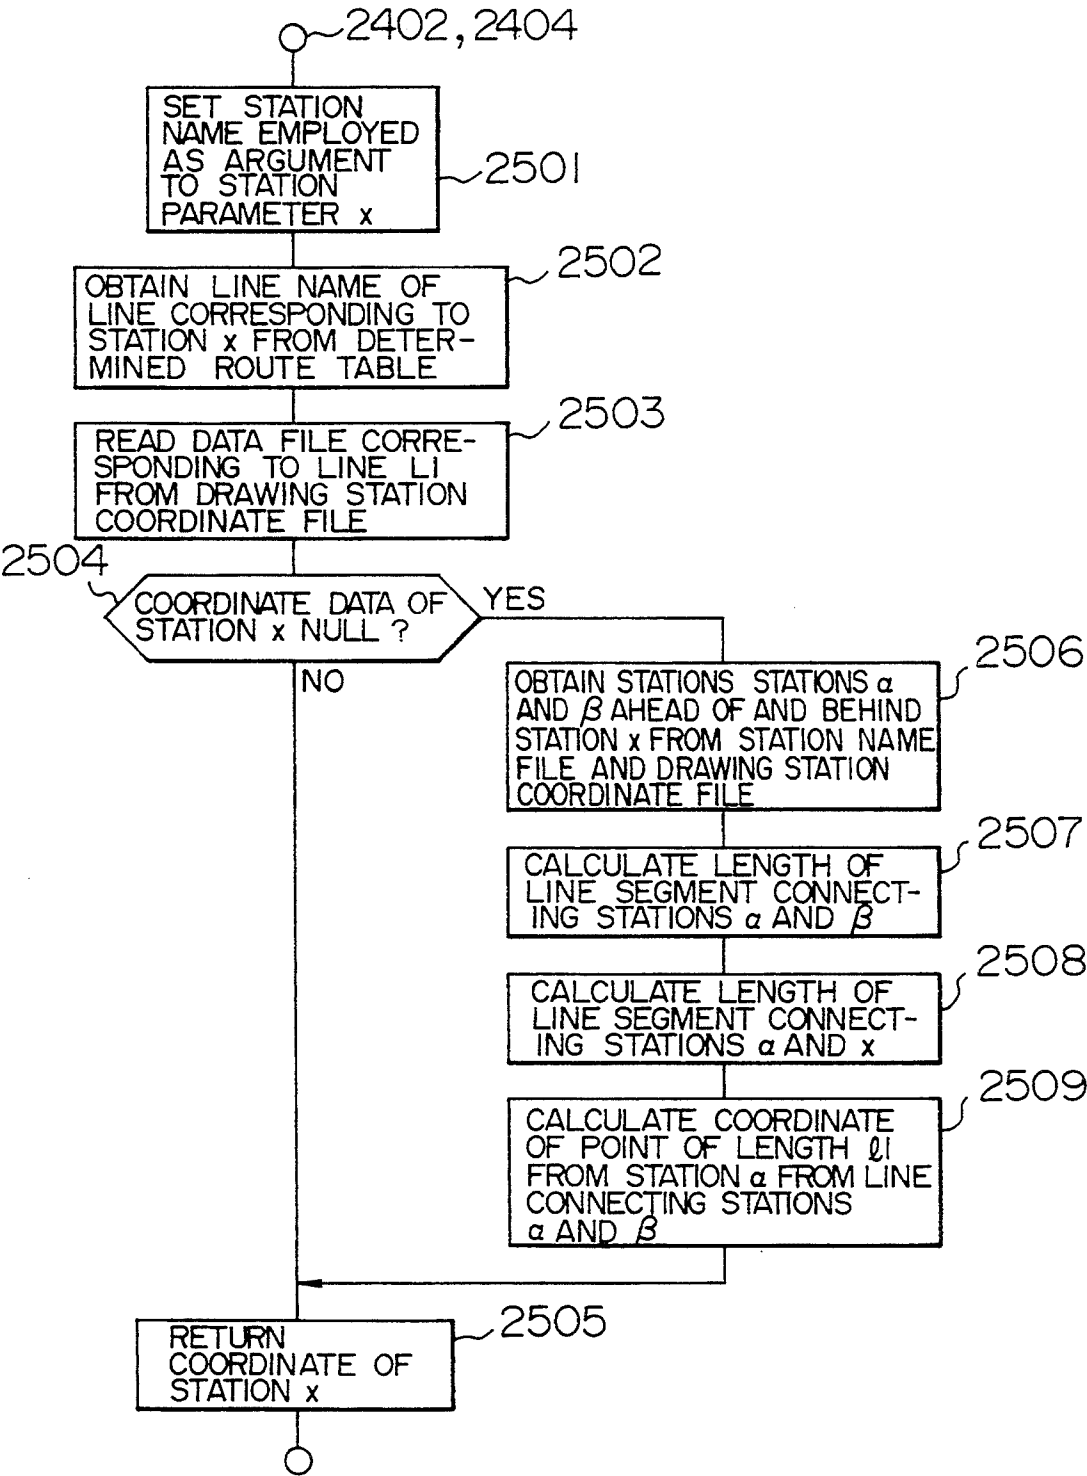 2402, 2404
SET STATION
NAME EMPLOYED
AS ARGUMENT
TO STATION
PARAMETER x
2501
2502
OBTAIN LINE NAME OF
LINE CORRESPONDING TO
STATION x FROM DETER-
MINED ROUTE TABLE
2503
READ DATA FILE CORRE-
SPONDING TO LINE L1
FROM DRAWING STATION
COORDINATE FILE
2504
COORDINATE DATA OF
STATION x NULL ?
YES
NO
2506
OBTAIN STATIONS STATIONS α
AND β AHEAD OF AND BEHIND
STATION x FROM STATION NAME
FILE AND DRAWING STATION
COORDINATE FILE
2507
CALCULATE LENGTH OF
LINE SEGMENT CONNECT-
ING STATIONS α AND β
2508
CALCULATE LENGTH OF
LINE SEGMENT CONNECT-
ING STATIONS α AND x
2509
CALCULATE COORDINATE
OF POINT OF LENGTH ℓ1
FROM STATION α FROM LINE
CONNECTING STATIONS
α AND β
2505
RETURN
COORDINATE OF
STATION x